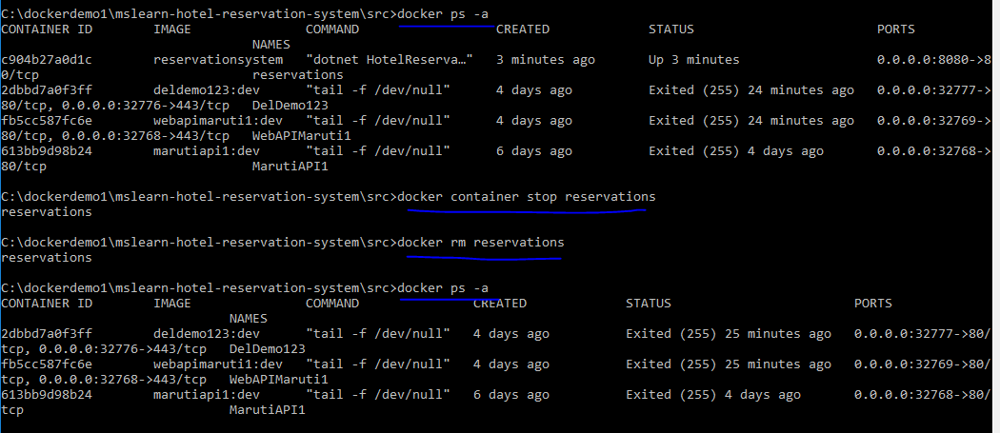 C:\dockerdemo1\mslearn-hotel-reservation-system\src>docker ps -a
CONTAINER ID        IMAGE               COMMAND                  CREATED             STATUS                        PORTS
                                 NAMES
c904b27a0d1c        reservationsystem   "dotnet HotelReserva…"   3 minutes ago       Up 3 minutes                  0.0.0.0:8080->8
0/tcp                            reservations
2dbbd7a0f3ff        deldemo123:dev      "tail -f /dev/null"      4 days ago          Exited (255) 24 minutes ago   0.0.0.0:32777->
80/tcp, 0.0.0.0:32776->443/tcp   DelDemo123
fb5cc587fc6e        webapimaruti1:dev   "tail -f /dev/null"      4 days ago          Exited (255) 24 minutes ago   0.0.0.0:32769->
80/tcp, 0.0.0.0:32768->443/tcp   WebAPIMaruti1
613bb9d98b24        marutiapi1:dev      "tail -f /dev/null"      6 days ago          Exited (255) 4 days ago       0.0.0.0:32768->
80/tcp                           MarutiAPI1
C:\dockerdemo1\mslearn-hotel-reservation-system\src>docker container stop reservations
reservations
C:\dockerdemo1\mslearn-hotel-reservation-system\src>docker rm reservations
reservations
C:\dockerdemo1\mslearn-hotel-reservation-system\src>docker ps -a
CONTAINER ID        IMAGE               COMMAND               CREATED             STATUS                        PORTS
                              NAMES
2dbbd7a0f3ff        deldemo123:dev      "tail -f /dev/null"   4 days ago          Exited (255) 25 minutes ago   0.0.0.0:32777->80/
tcp, 0.0.0.0:32776->443/tcp   DelDemo123
fb5cc587fc6e        webapimaruti1:dev   "tail -f /dev/null"   4 days ago          Exited (255) 25 minutes ago   0.0.0.0:32769->80/
tcp, 0.0.0.0:32768->443/tcp   WebAPIMaruti1
613bb9d98b24        marutiapi1:dev      "tail -f /dev/null"   6 days ago          Exited (255) 4 days ago       0.0.0.0:32768->80/
tcp                           MarutiAPI1